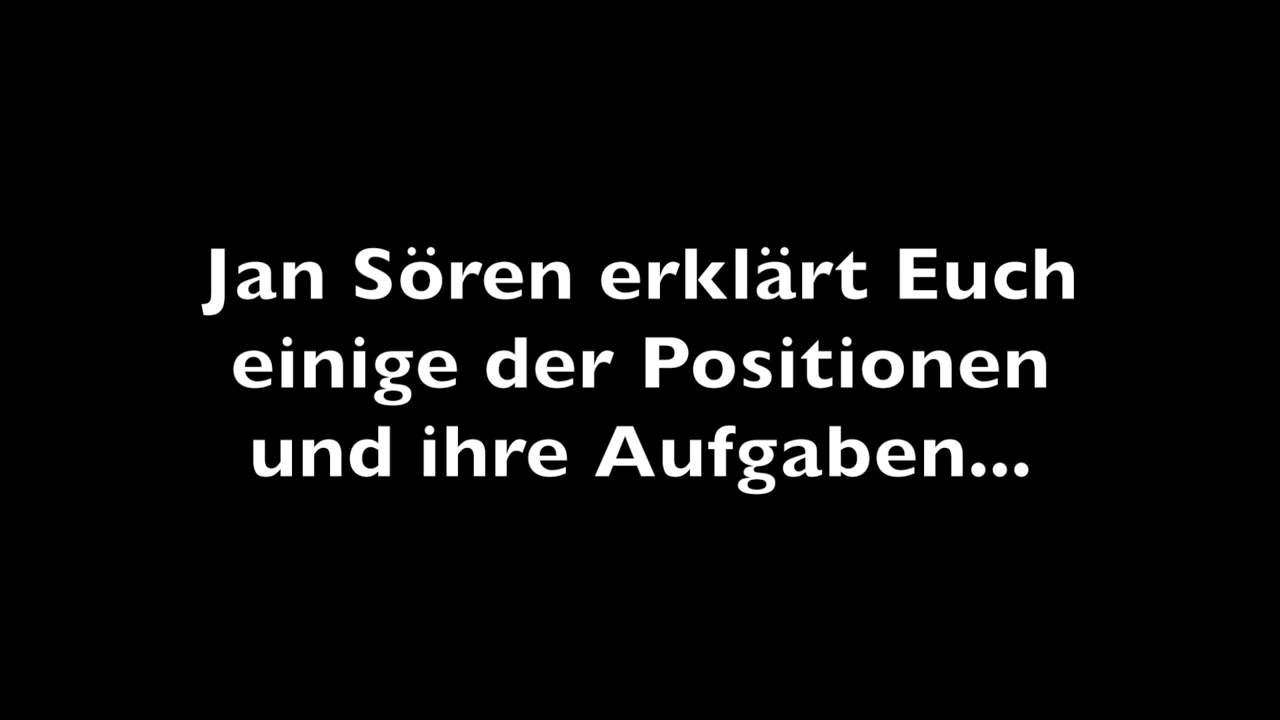 Jan Sören erklärt Euch
einige der Positionen
und ihre Aufgaben...